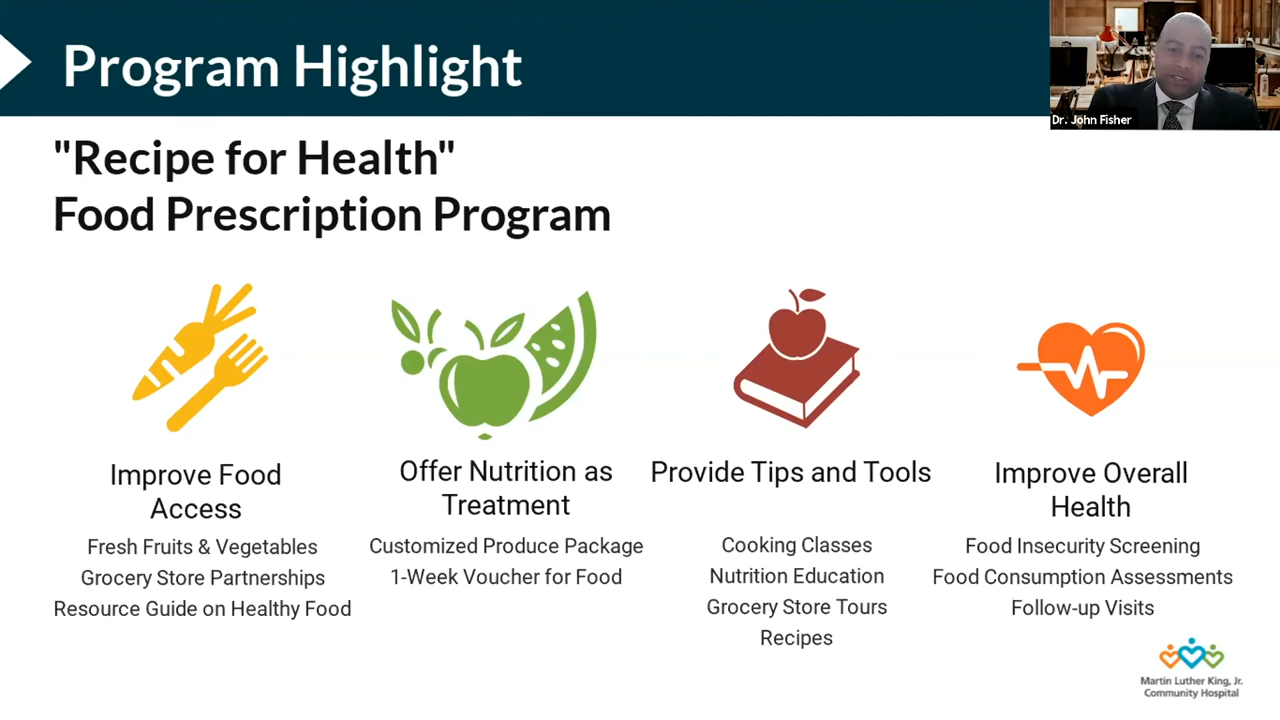 Program Highlight
Dr. John Fisher
"Recipe for Health"
Food Prescription Program
Improve Food
Access
Fresh Fruits & Vegetables
Grocery Store Partnerships
Resource Guide on Healthy Food
Offer Nutrition as
Treatment
Customized Produce Package
1-Week Voucher for Food
Provide Tips and Tools
Cooking Classes
Nutrition Education
Grocery Store Tours
Recipes
Improve Overall
Health
Food Insecurity Screening
Food Consumption Assessments
Follow-up Visits
Martin Luther King, Jr.
Community Hospital